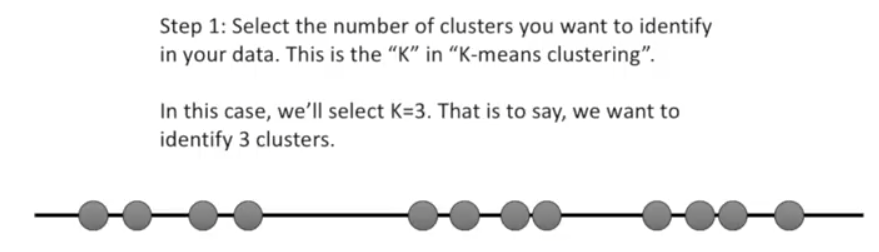 Step 1: Select the number of clusters you want to identify
in your data. This is the “K” in “K-means clustering”.
In this case, we’ll select K=3. That is to say, we want to
identify 3 clusters.